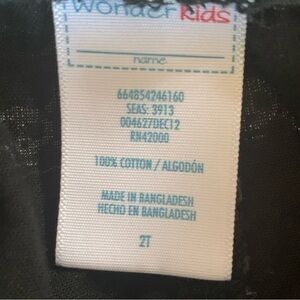 Wonder Kids
name
664854246160
SEAS: 3913
004627DEC12
RN42000
100% COTTON / ALGODÓN
MADE IN BANGLADESH
HECHO EN BANGLADESH
2T